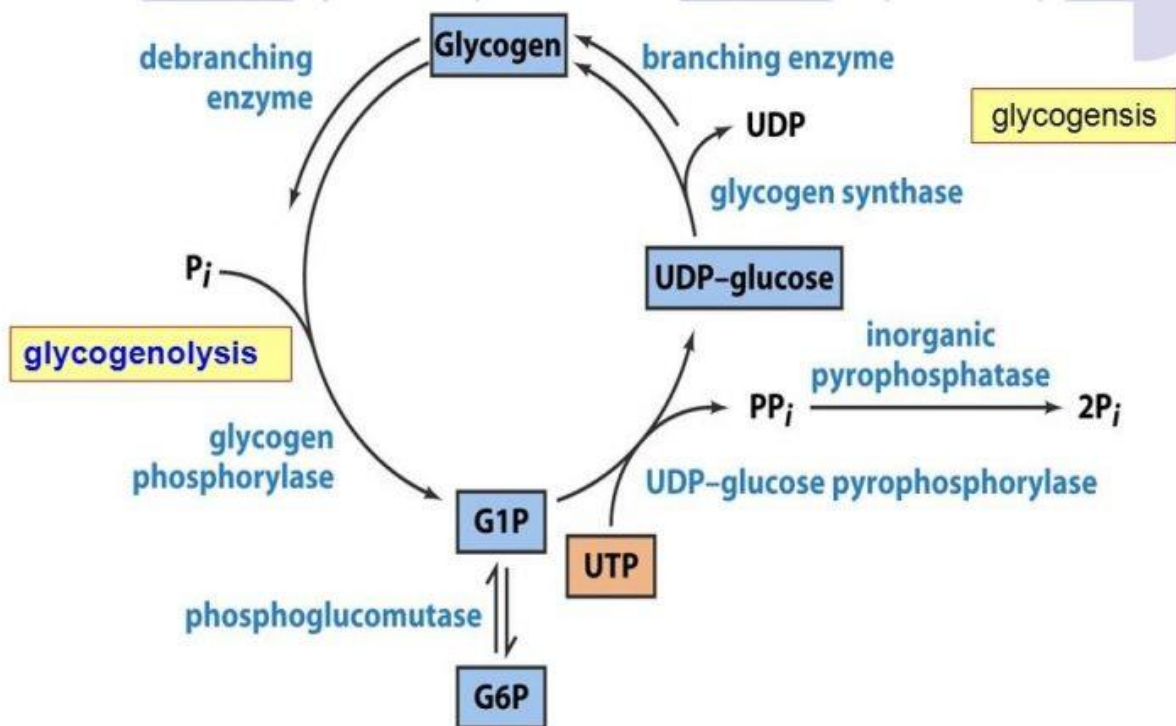 Glycogen
debranching
enzyme
branching enzyme
UDP
glycogensis
glycogen synthase
Pi
UDP–glucose
glycogenolysis
inorganic
pyrophosphatase
PPi
2Pi
glycogen
phosphorylase
UDP–glucose pyrophosphorylase
G1P
UTP
phosphoglucomutase
G6P